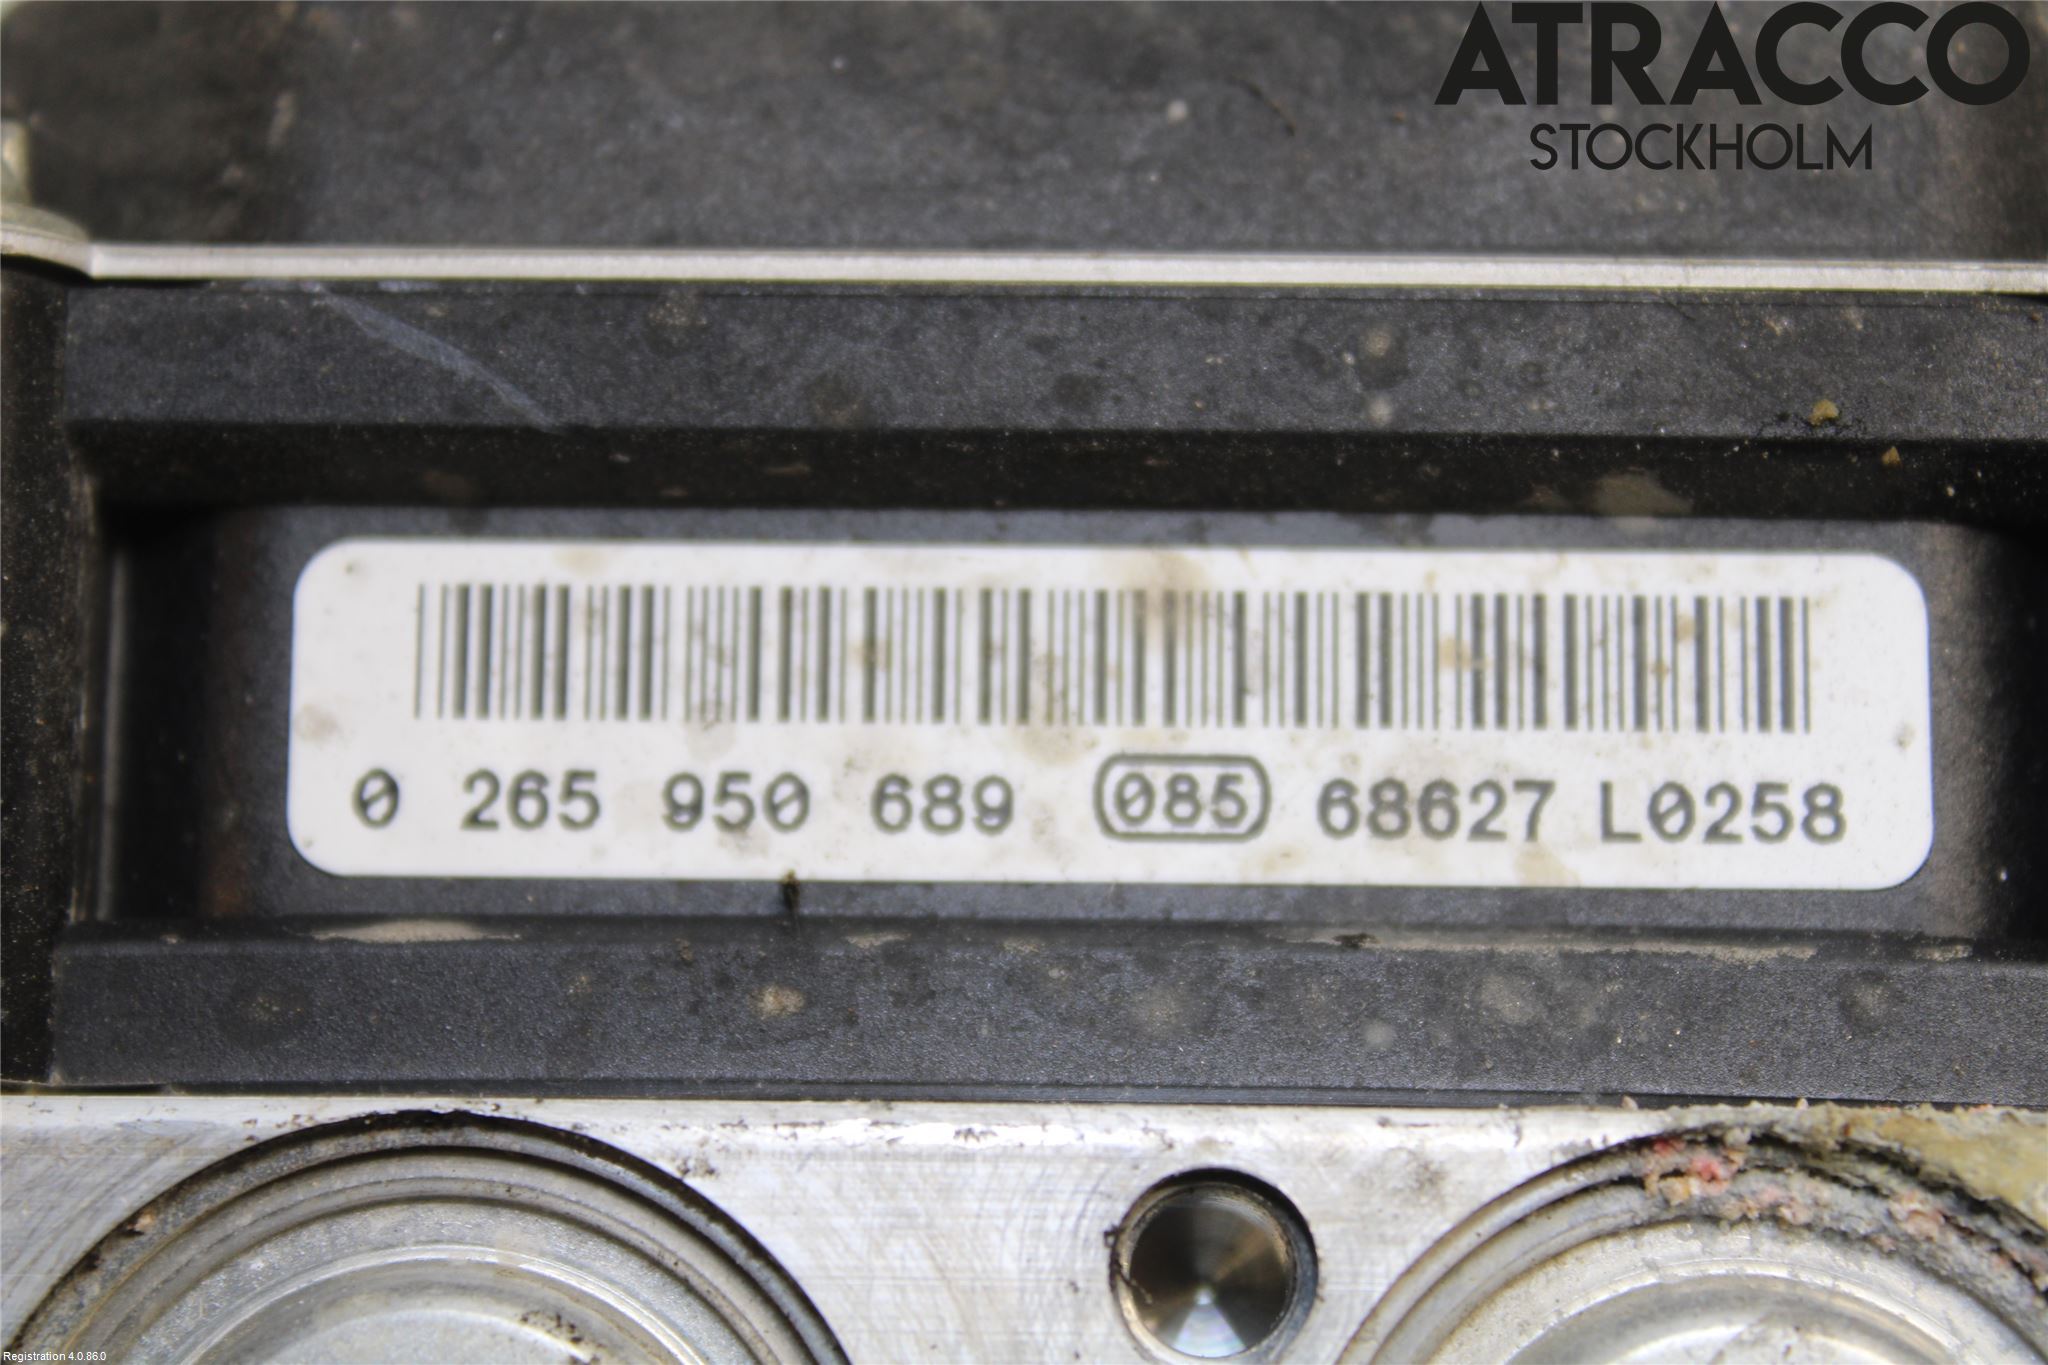 ATRACCO
STOCKHOLM
0 265 950 689 085 68627 L0258
Registration 4.0.86.0